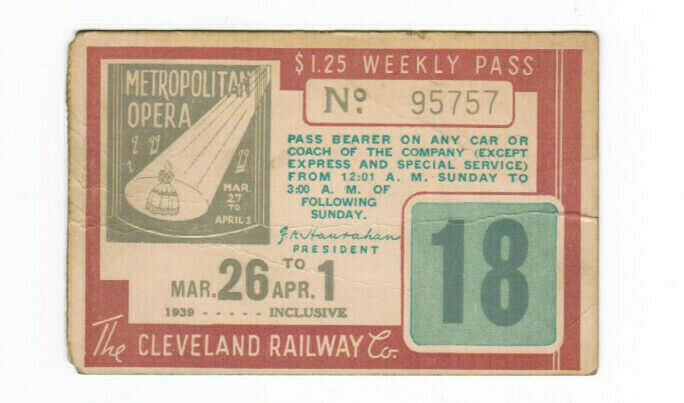 $1.25 WEEKLY PASS
METROPOLITAN
OPERA
MAR.
27
TO
APRIL 1
No. 95757
PASS BEARER ON ANY CAR OR
COACH OF THE COMPANY (EXCEPT
EXPRESS AND SPECIAL SERVICE)
FROM 12:01 A. M. SUNDAY TO
3:00 A. M. OF
FOLLOWING
SUNDAY.
J. R. Hanrahan
PRESIDENT
MAR. 26 TO APR. 1
1939 - - - - - INCLUSIVE
18
The CLEVELAND RAILWAY Co.